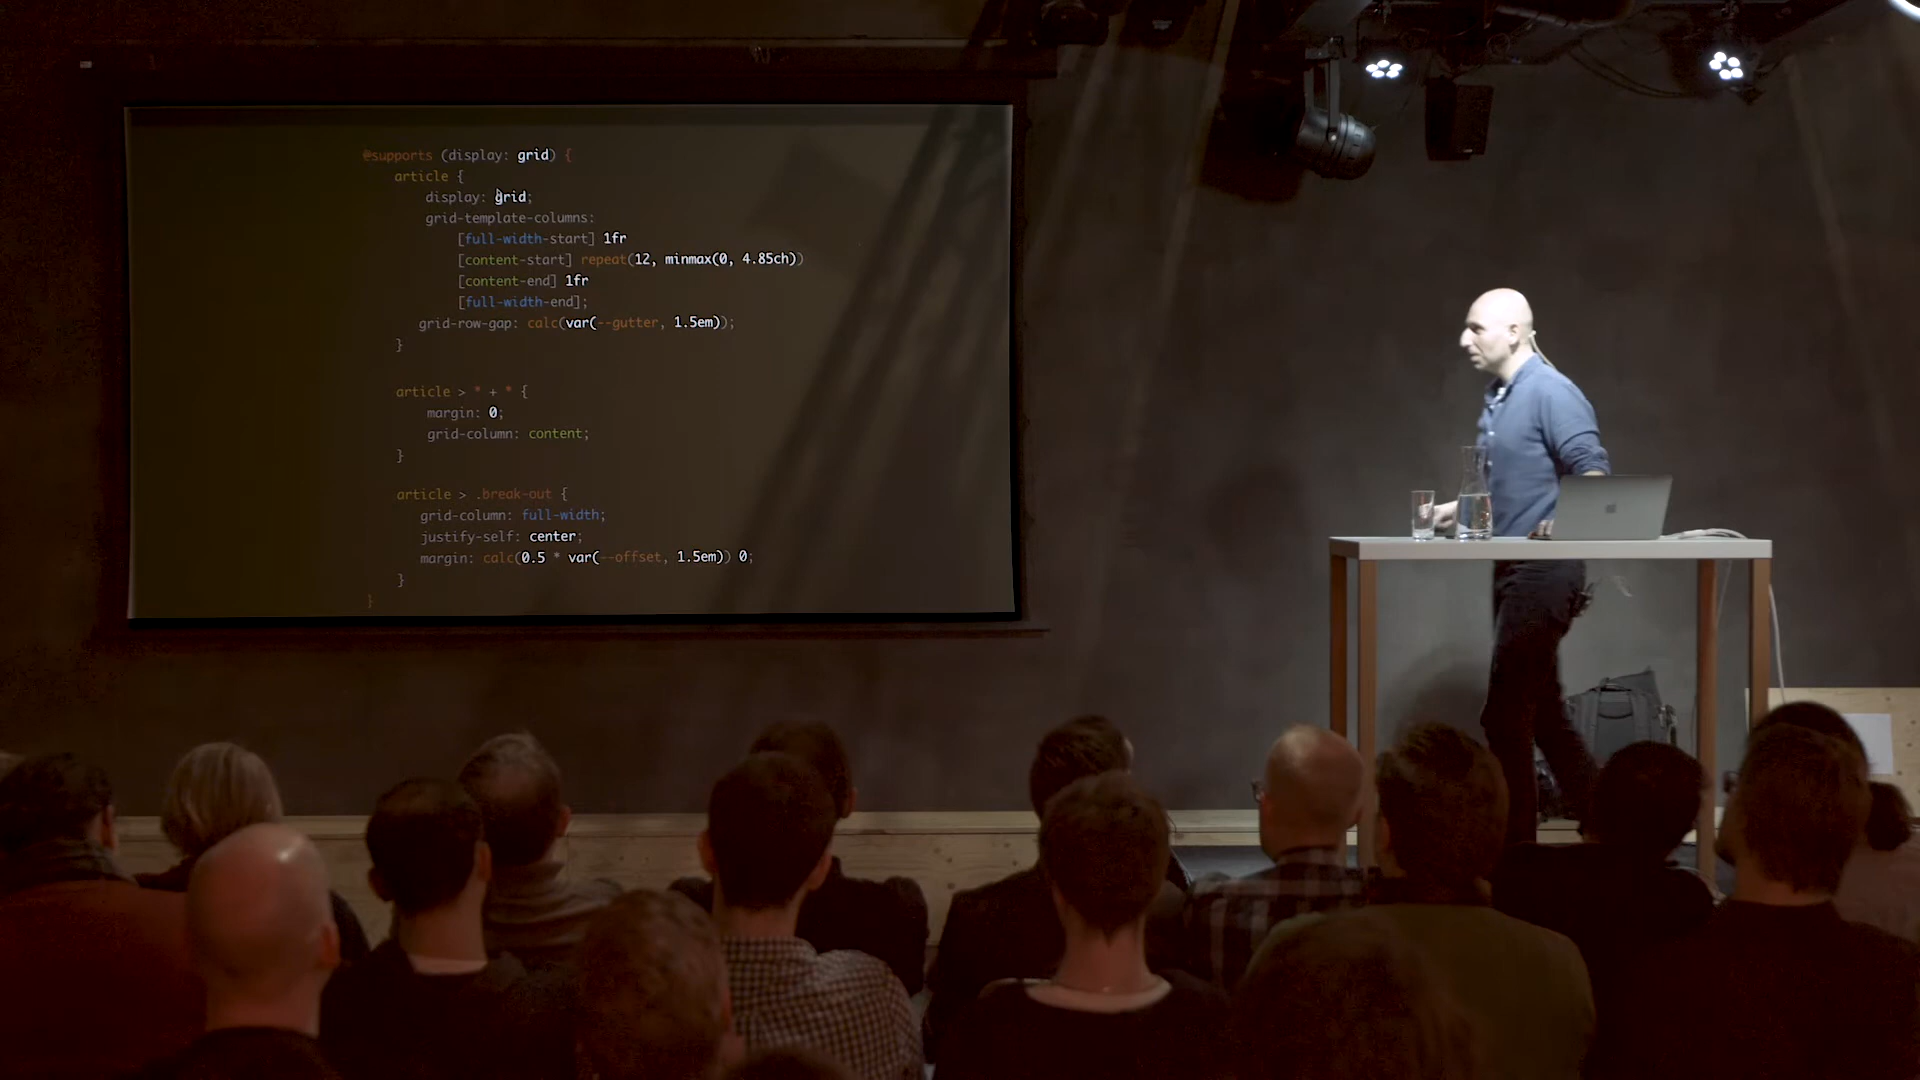 @supports (display: grid) {
article {
display: grid;
grid-template-columns:
[full-width-start] 1fr
[content-start] repeat(12, minmax(0, 4.85ch))
[content-end] 1fr
[full-width-end];
grid-row-gap: calc(var(--gutter, 1.5em));
}
article > * + * {
margin: 0;
grid-column: content;
}
article > .break-out {
grid-column: full-width;
justify-self: center;
margin: calc(0.5 * var(--offset, 1.5em)) 0;
}
}